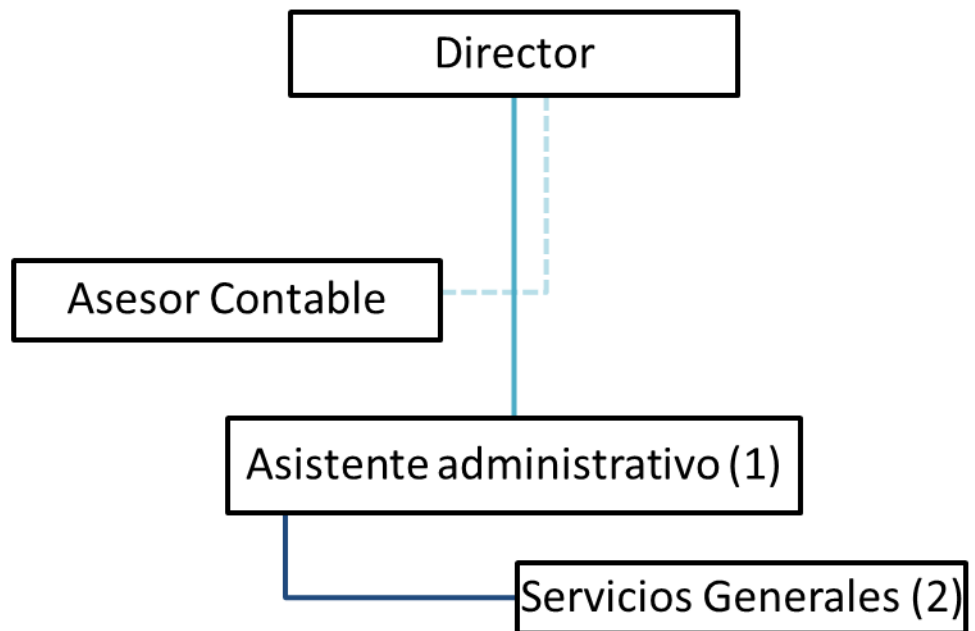 Director
Asesor Contable
Asistente administrativo (1)
Servicios Generales (2)